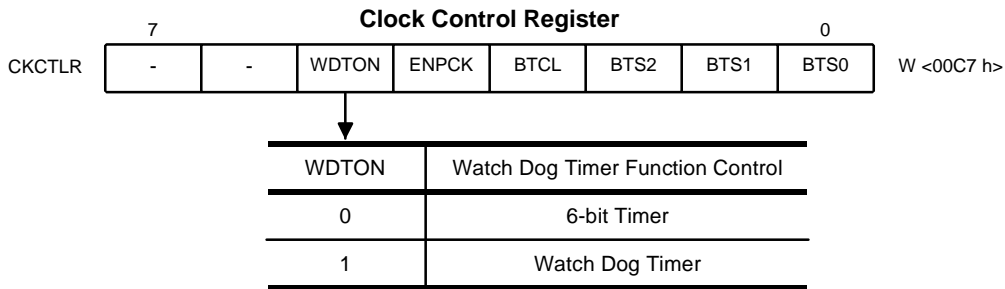 Clock Control Register
7 0
CKCTLR - - WDTON ENPCK BTCL BTS2 BTS1 BTS0 W <00C7 h>
WDTON Watch Dog Timer Function Control
0 6-bit Timer
1 Watch Dog Timer